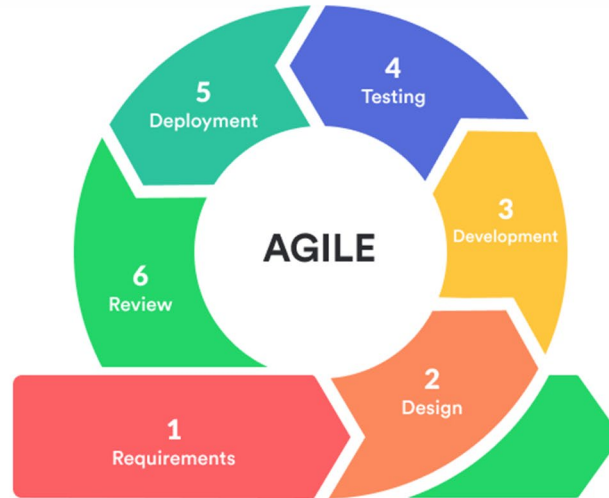 4
Testing
5
Deployment
3
Development
AGILE
6
Review
2
Design
1
Requirements